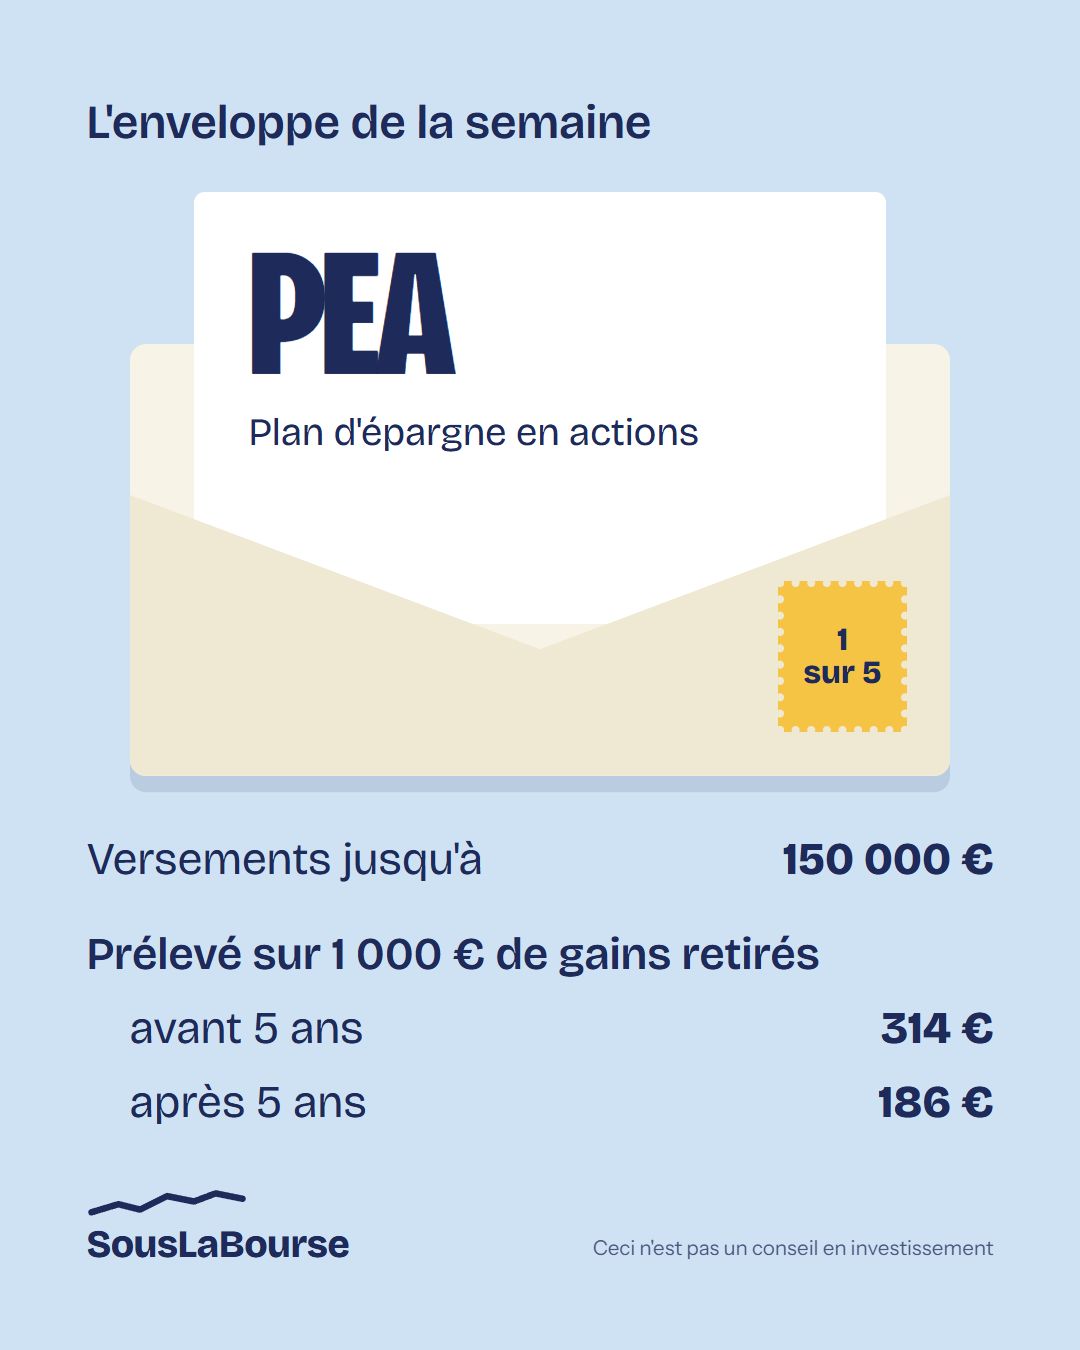 L'enveloppe de la semaine
PEA
Plan d'épargne en actions
1
sur 5
Versements jusqu'à 150 000 €
Prélevé sur 1 000 € de gains retirés
avant 5 ans 314 €
après 5 ans 186 €
SousLaBourse
Ceci n'est pas un conseil en investissement